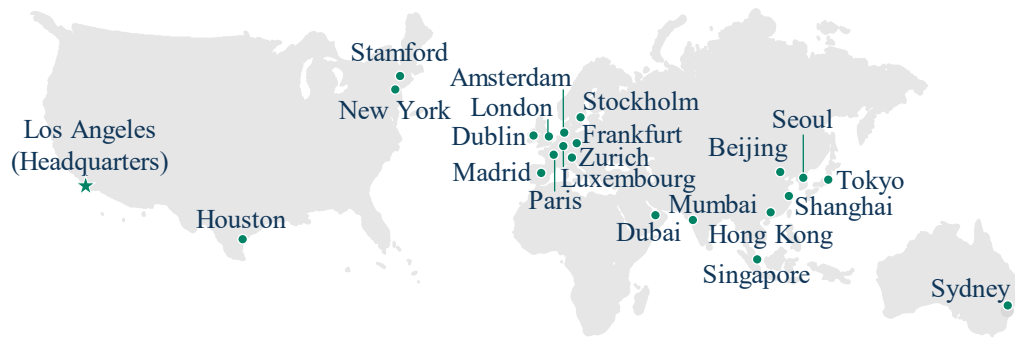 Stamford
New York
Los Angeles
(Headquarters)
Houston
Amsterdam
London
Stockholm
Dublin
Frankfurt
Zurich
Madrid
Luxembourg
Paris
Seoul
Beijing
Tokyo
Mumbai
Shanghai
Dubai
Hong Kong
Singapore
Sydney